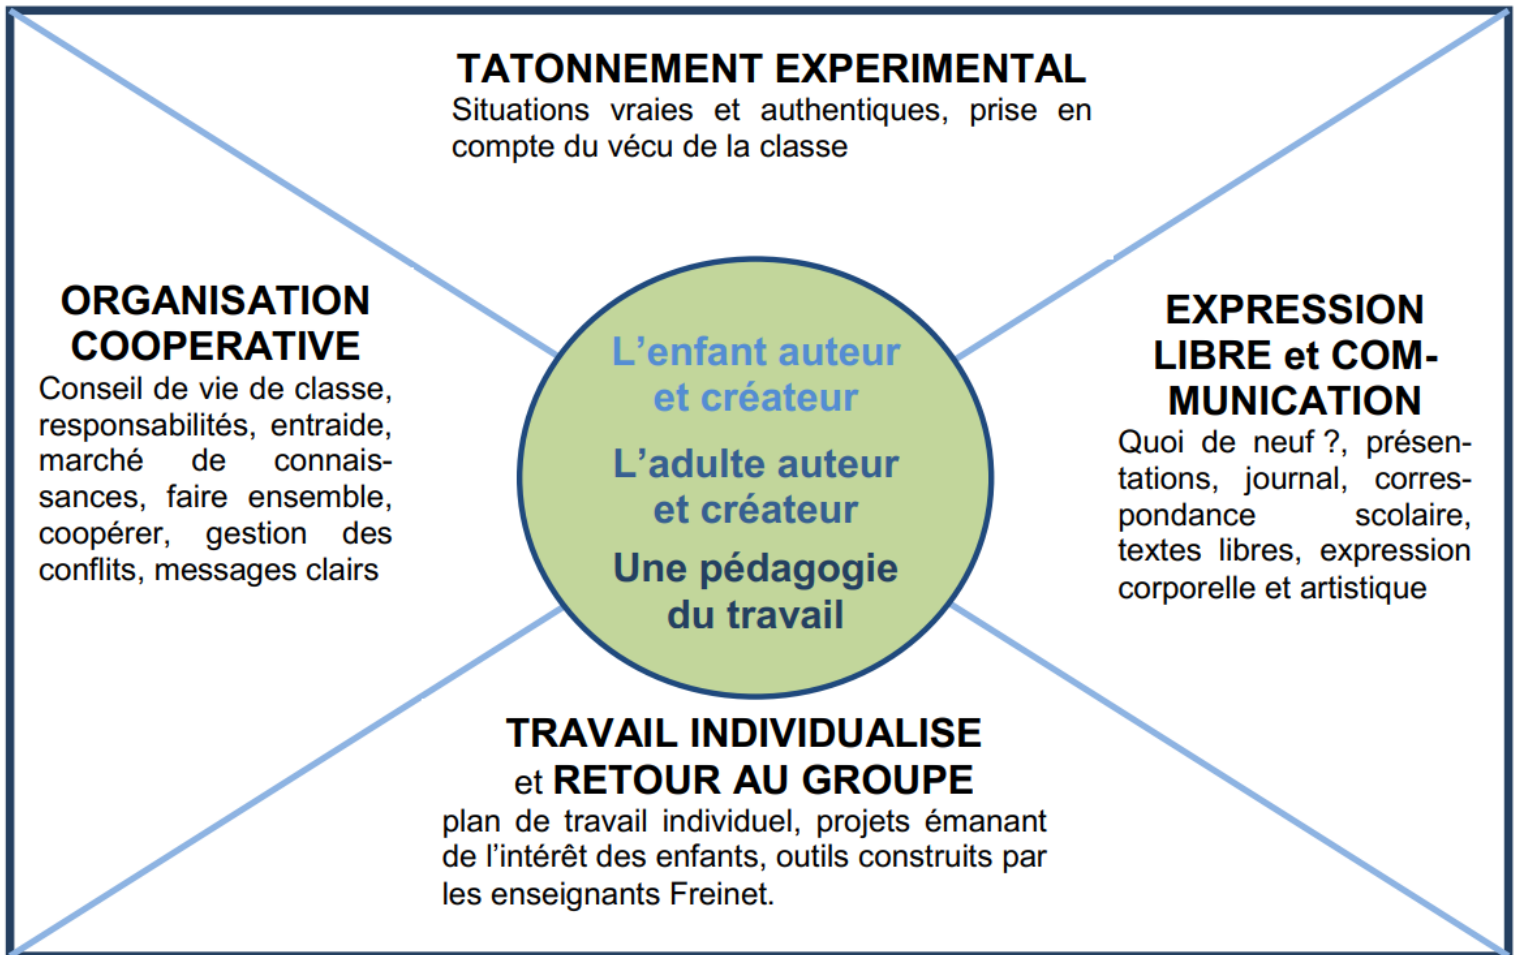 TATONNEMENT EXPERIMENTAL
Situations vraies et authentiques, prise en
compte du vécu de la classe
ORGANISATION
COOPERATIVE
Conseil de vie de classe,
responsabilités, entraide,
marché de connais-
sances, faire ensemble,
coopérer, gestion des
conflits, messages clairs
L’enfant auteur
et créateur
L’adulte auteur
et créateur
Une pédagogie
du travail
EXPRESSION
LIBRE et COM-
MUNICATION
Quoi de neuf ?, présen-
tations, journal, corres-
pondance scolaire,
textes libres, expression
corporelle et artistique
TRAVAIL INDIVIDUALISE
et RETOUR AU GROUPE
plan de travail individuel, projets émanant
de l’intérêt des enfants, outils construits par
les enseignants Freinet.